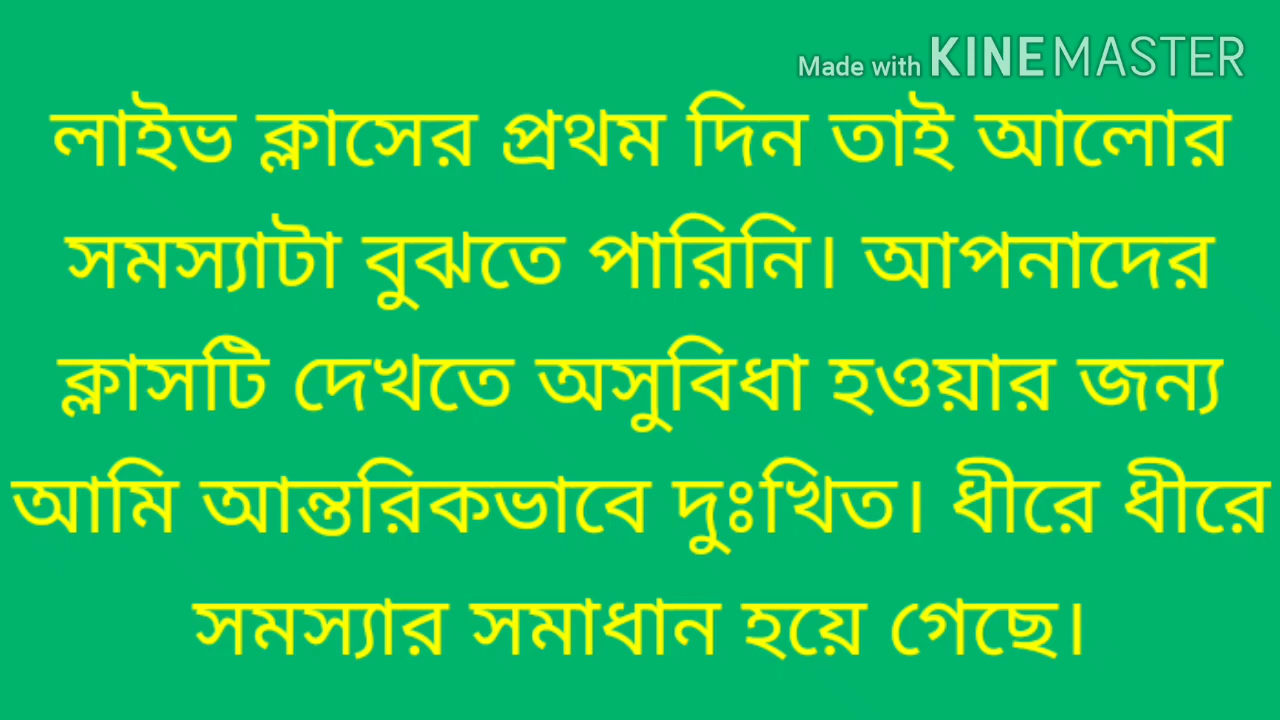 Made with KINEMASTER
লাইভ ক্লাসের প্রথম দিন তাই আলোর
সমস্যাটা বুঝতে পারিনি। আপনাদের
ক্লাসটি দেখতে অসুবিধা হওয়ার জন্য
আমি আন্তরিকভাবে দুঃখিত। ধীরে ধীরে
সমস্যার সমাধান হয়ে গেছে।